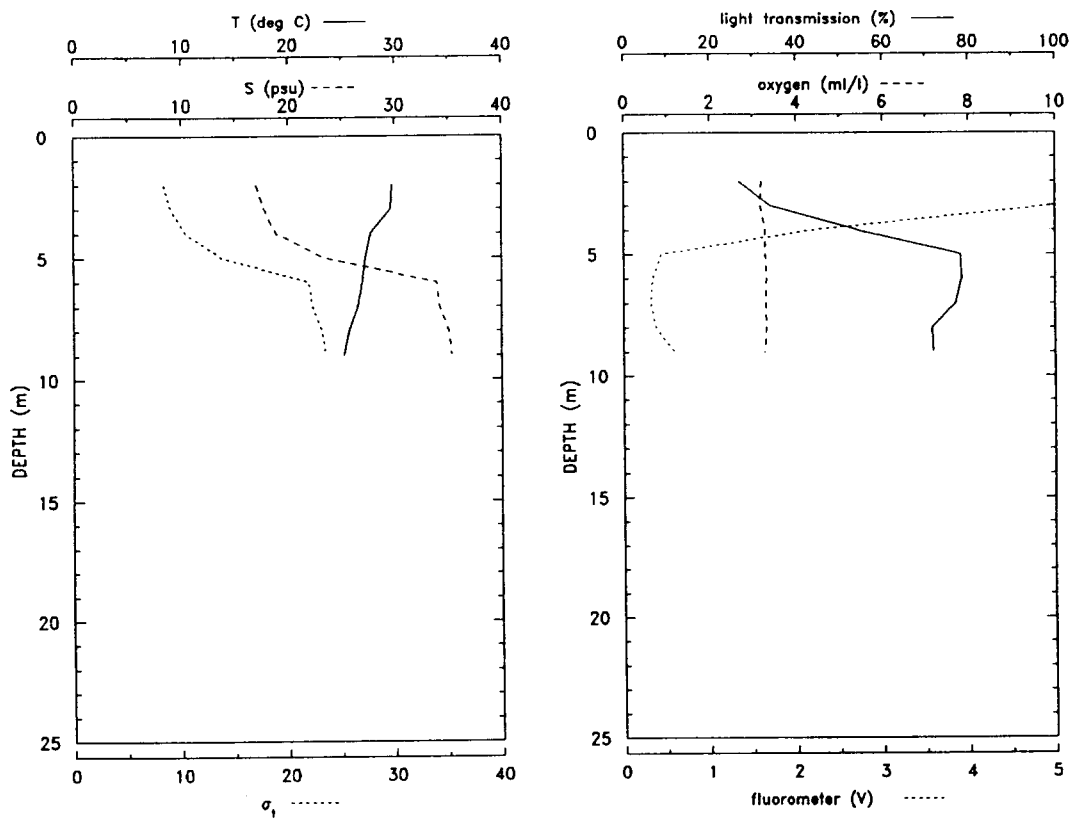 T (deg C)
0 10 20 30 40
S (psu)
0 10 20 30 40
0
5
10
15
20
25
DEPTH (m)
0 10 20 30 40
σt
light transmission (%)
0 20 40 60 80 100
oxygen (ml/l)
0 2 4 6 8 10
0
5
10
15
20
25
DEPTH (m)
0 1 2 3 4 5
fluorometer (V)